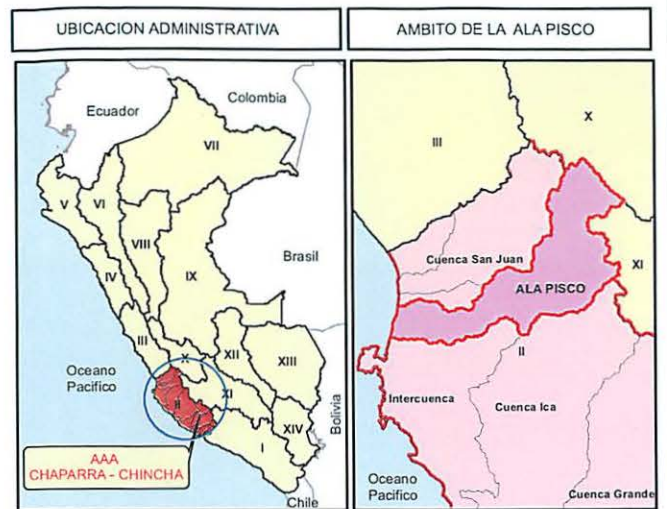 UBICACION ADMINISTRATIVA
Ecuador
Colombia
VII
V
VI
VIII
Brasil
IX
IV
III
XII
XIII
X
Oceano
Pacifico
II
XI
XIV
I
Bolivia
AAA
CHAPARRA - CHINCHA
Chile
AMBITO DE LA ALA PISCO
X
III
Cuenca San Juan
XI
ALA PISCO
II
Intercuenca
Cuenca Ica
Oceano
Pacifico
Cuenca Grande